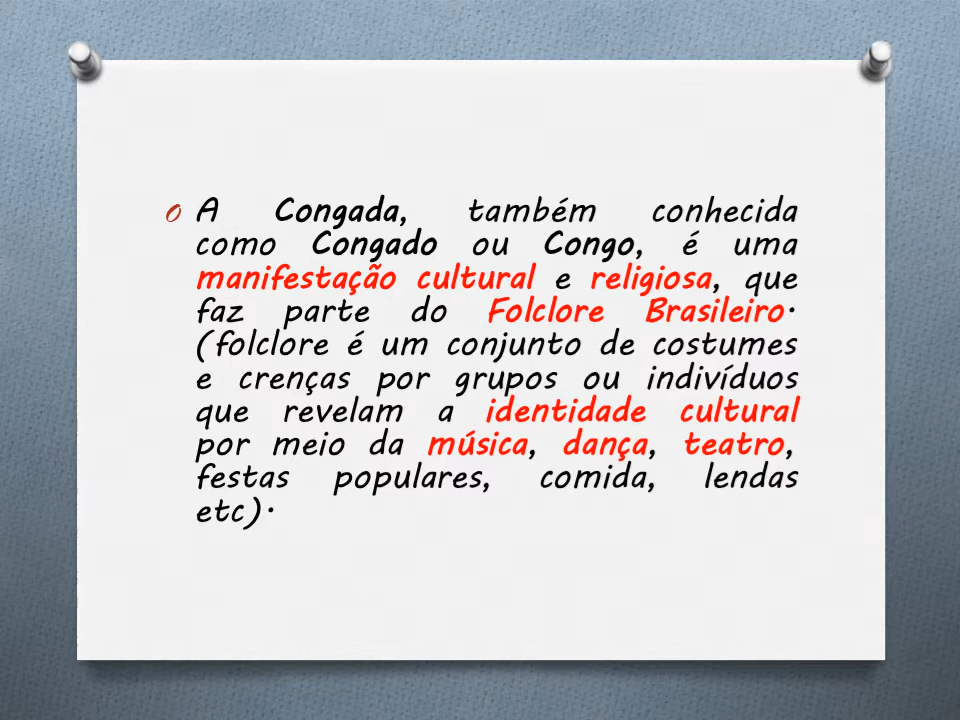 A Congada, também conhecida
como Congado ou Congo, é uma
manifestação cultural e religiosa, que
faz parte do Folclore Brasileiro.
(folclore é um conjunto de costumes
e crenças por grupos ou indivíduos
que revelam a identidade cultural
por meio da música, dança, teatro,
festas populares, comida, lendas
etc).